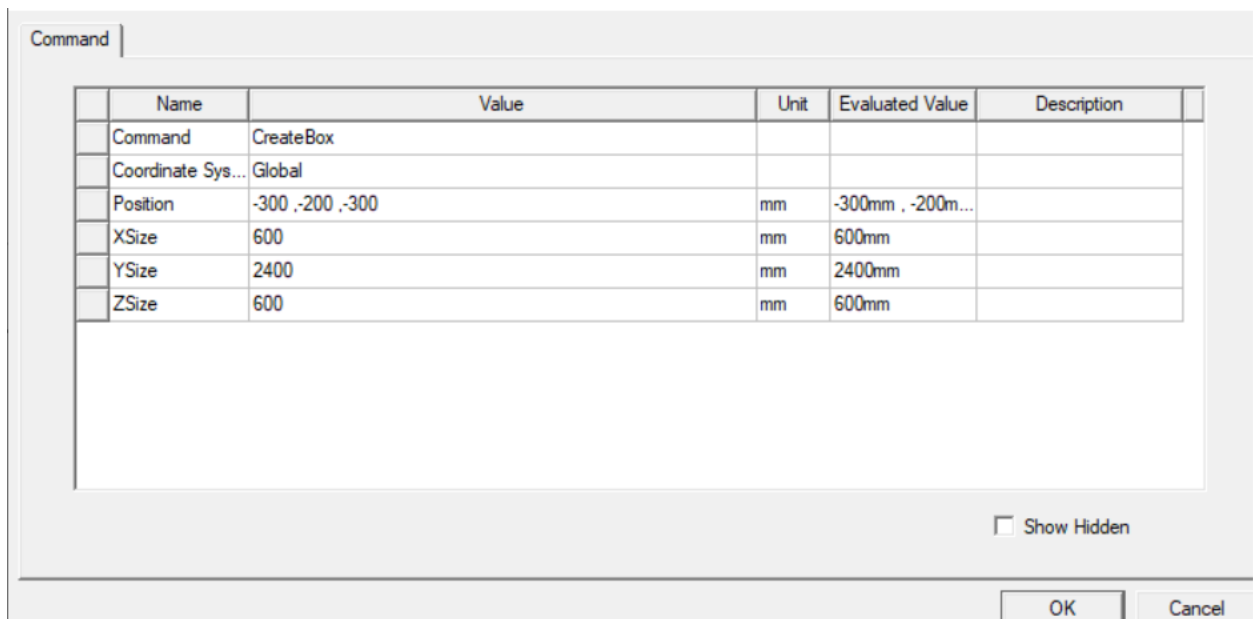 Command
Name Value Unit Evaluated Value Description
Command CreateBox
Coordinate Sys... Global
Position -300 ,-200 ,-300 mm -300mm , -200m...
XSize 600 mm 600mm
YSize 2400 mm 2400mm
ZSize 600 mm 600mm
Show Hidden
OK Cancel